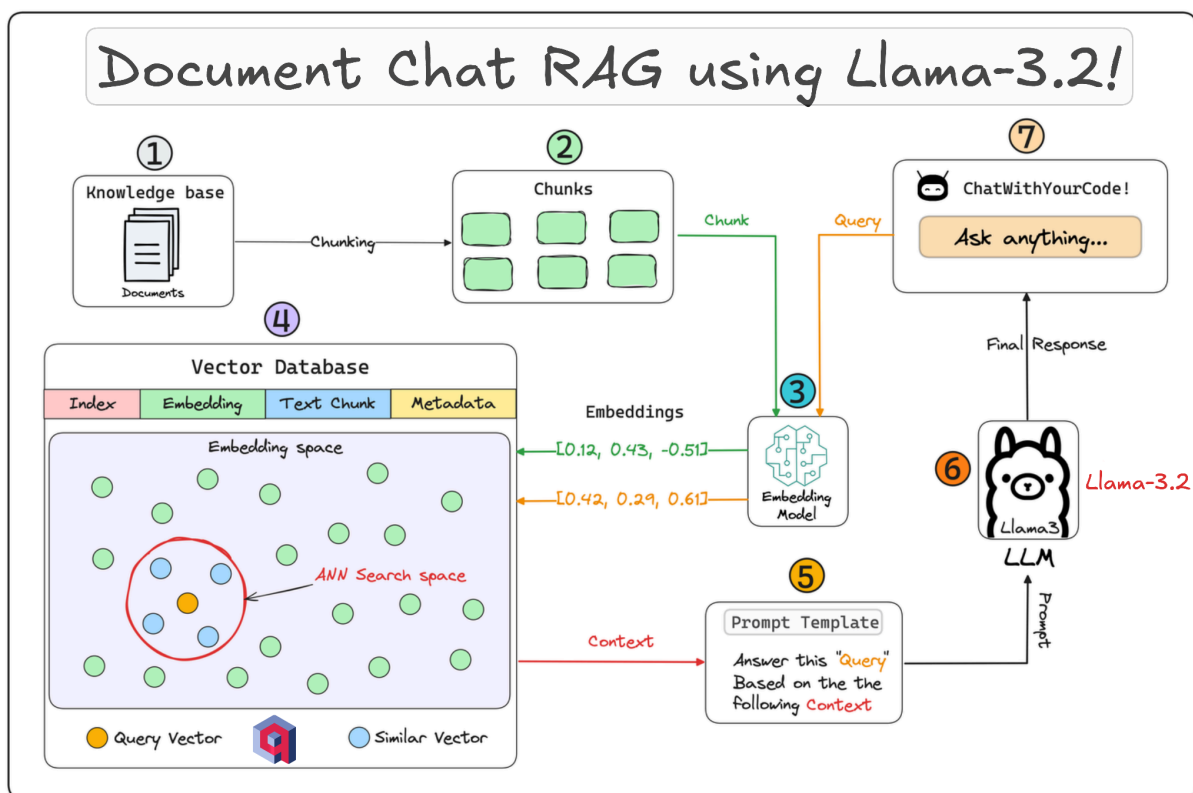 Document Chat RAG using Llama-3.2!
1
Knowledge base
Documents
Chunking
2
Chunks
Chunk
7
ChatWithYourCode!
Ask anything...
Query
4
Vector Database
Index
Embedding
Text Chunk
Metadata
Embedding space
ANN Search space
Query Vector
Similar Vector
Embeddings
[0.12, 0.43, -0.51]
[0.42, 0.29, 0.61]
3
Embedding
Model
Context
5
Prompt Template
Answer this "Query"
Based on the the
following Context
Prompt
6
Llama3
LLM
Llama-3.2
Final Response